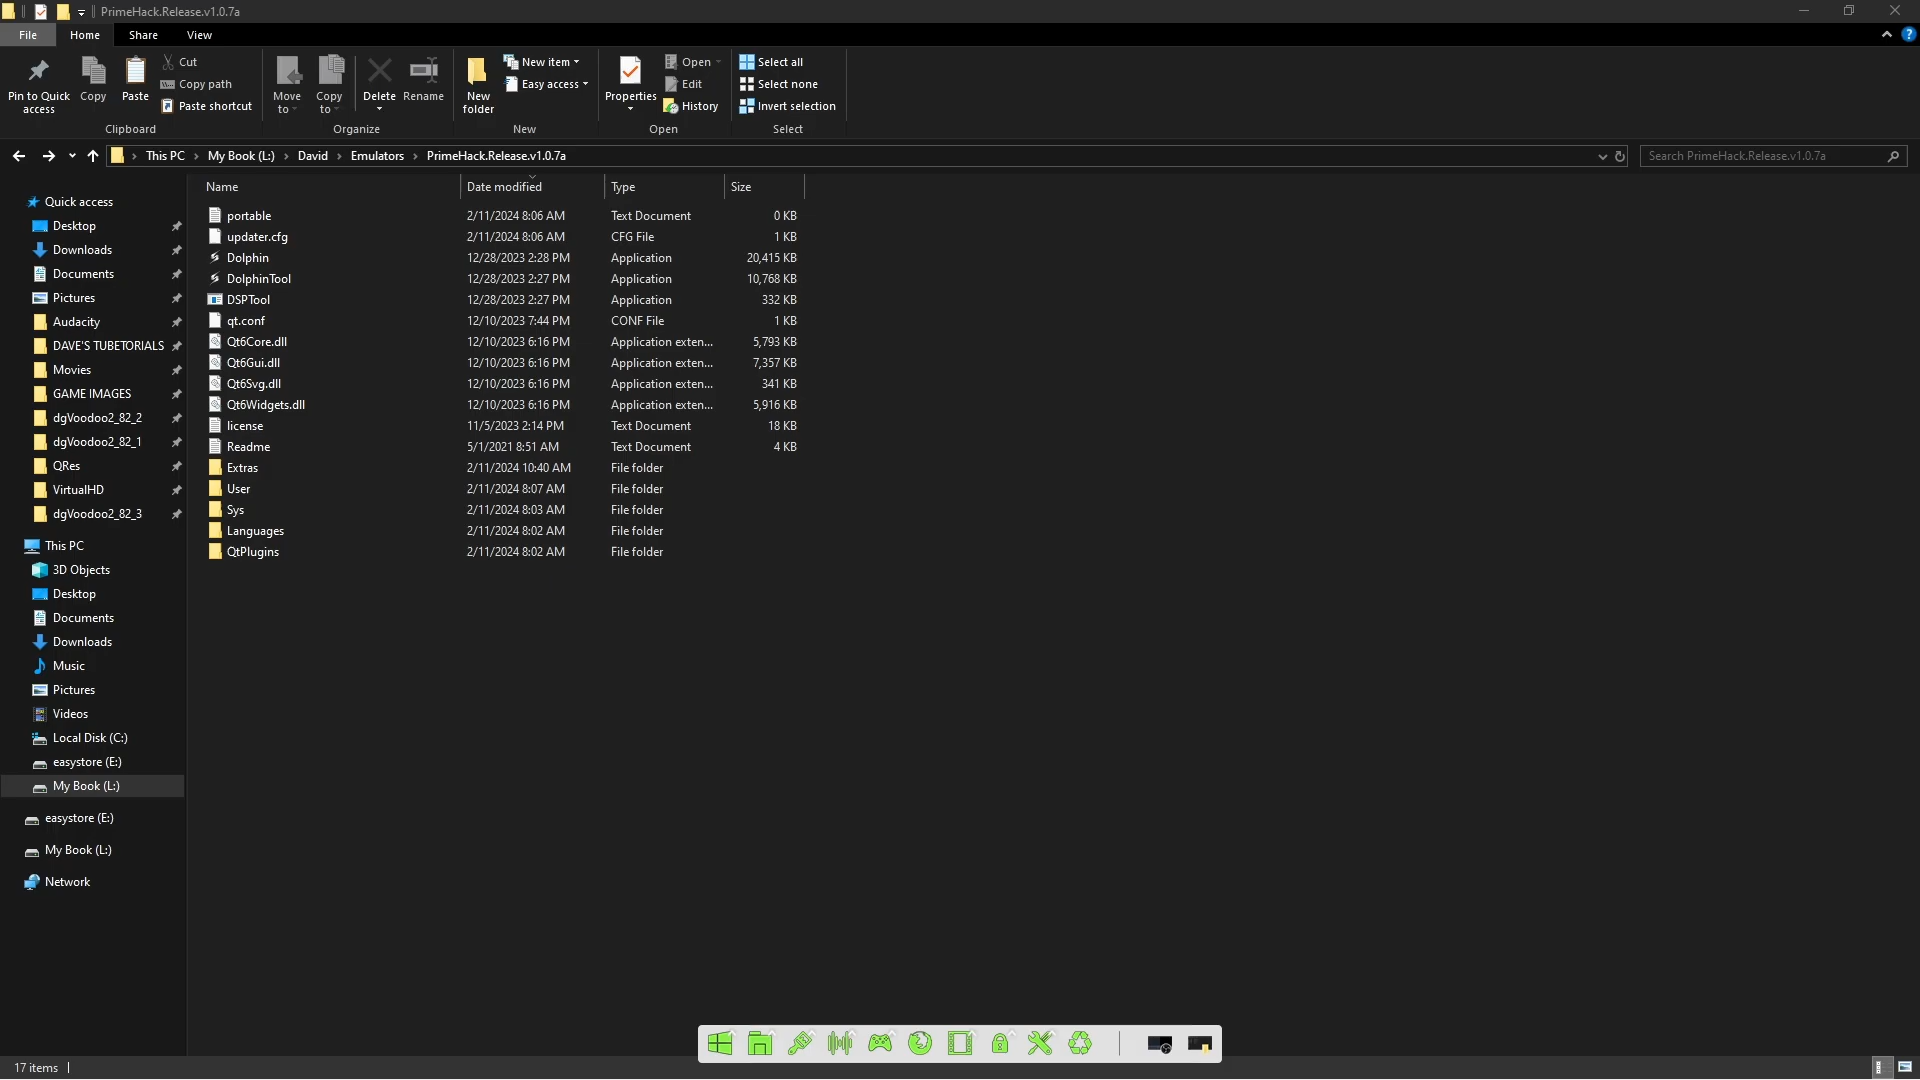 PrimeHack.Release.v1.0.7a
File Home Share View
Pin to Quick access
Copy
Paste
Cut
Copy path
Paste shortcut
Clipboard
Move to
Copy to
Delete
Rename
Organize
New folder
New item
Easy access
New
Properties
Open
Edit
History
Open
Select all
Select none
Invert selection
Select
This PC > My Book (L:) > David > Emulators > PrimeHack.Release.v1.0.7a
Search PrimeHack.Release.v1.0.7a
Quick access
Desktop
Downloads
Documents
Pictures
Audacity
DAVE'S TUBETORIALS
Movies
GAME IMAGES
dgVoodoo2_82_2
dgVoodoo2_82_1
QRes
VirtualHD
dgVoodoo2_82_3
This PC
3D Objects
Desktop
Documents
Downloads
Music
Pictures
Videos
Local Disk (C:)
easystore (E:)
My Book (L:)
easystore (E:)
My Book (L:)
Network
Name Date modified Type Size
portable 2/11/2024 8:06 AM Text Document 0 KB
updater.cfg 2/11/2024 8:06 AM CFG File 1 KB
Dolphin 12/28/2023 2:28 PM Application 20,415 KB
DolphinTool 12/28/2023 2:27 PM Application 10,768 KB
DSPTool 12/28/2023 2:27 PM Application 332 KB
qt.conf 12/10/2023 7:44 PM CONF File 1 KB
Qt6Core.dll 12/10/2023 6:16 PM Application exten... 5,793 KB
Qt6Gui.dll 12/10/2023 6:16 PM Application exten... 7,357 KB
Qt6Svg.dll 12/10/2023 6:16 PM Application exten... 341 KB
Qt6Widgets.dll 12/10/2023 6:16 PM Application exten... 5,916 KB
license 11/5/2023 2:14 PM Text Document 18 KB
Readme 5/1/2021 8:51 AM Text Document 4 KB
Extras 2/11/2024 10:40 AM File folder
User 2/11/2024 8:07 AM File folder
Sys 2/11/2024 8:03 AM File folder
Languages 2/11/2024 8:02 AM File folder
QtPlugins 2/11/2024 8:02 AM File folder
17 items